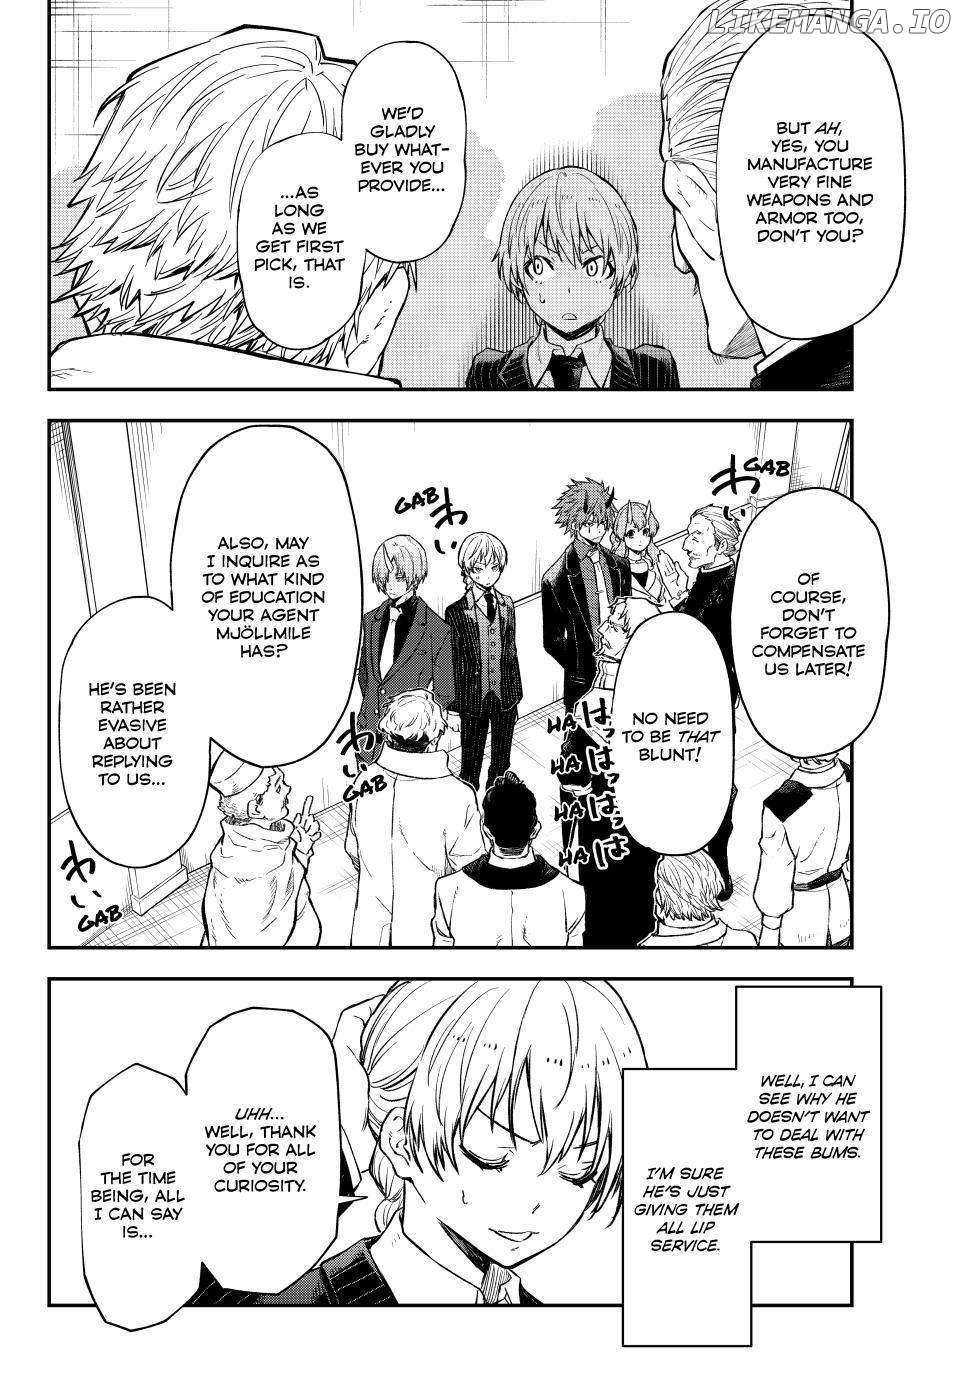 LIKEMANGA.IO
BUT AH,
YES, YOU
MANUFACTURE
VERY FINE
WEAPONS AND
ARMOR TOO,
DON'T YOU?
WE'D
GLADLY
BUY WHAT-
EVER YOU
PROVIDE...
...AS
LONG
AS WE
GET FIRST
PICK, THAT
IS.
GAB
わい
GAB
わい
OF
COURSE,
DON'T
FORGET TO
COMPENSATE
US LATER!
NO NEED
TO BE THAT
BLUNT!
HA
HA
HA
HA
はっはっはっは
ALSO, MAY
I INQUIRE AS
TO WHAT KIND
OF EDUCATION
YOUR AGENT
MJÖLLMILE
HAS?
HE'S BEEN
RATHER
EVASIVE
ABOUT
REPLYING
TO US...
わい
GAB
わい
GAB
WELL, I CAN
SEE WHY HE
DOESN'T WANT
TO DEAL WITH
THESE BUMS.
I'M SURE
HE'S JUST
GIVING THEM
ALL LIP
SERVICE.
UHH...
WELL, THANK
YOU FOR ALL
OF YOUR
CURIOSITY.
FOR
THE TIME
BEING, ALL
I CAN SAY
IS...